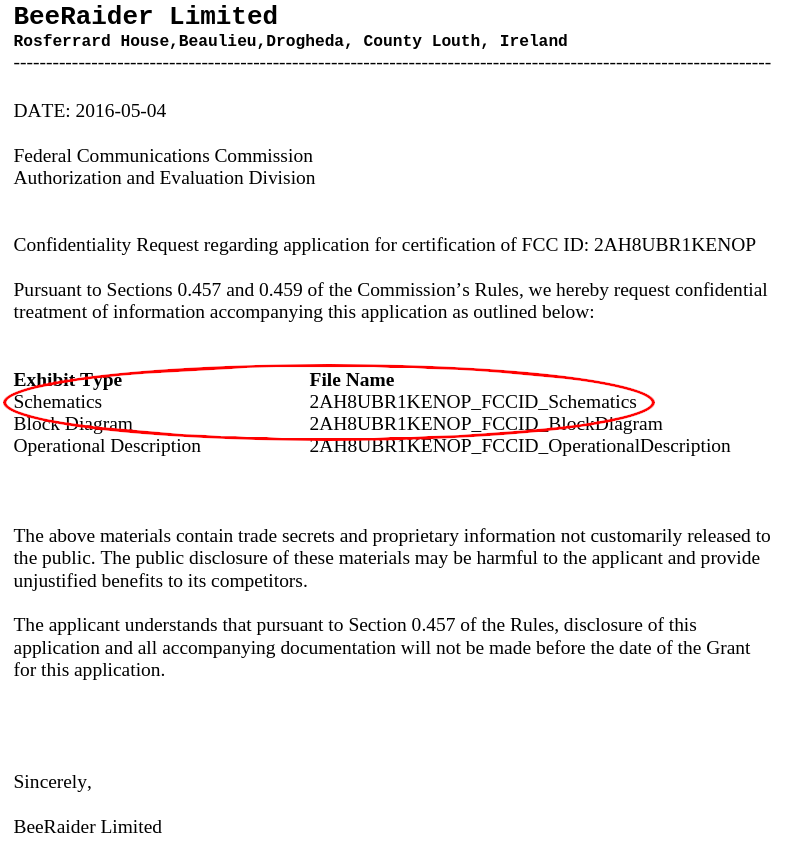 BeeRaider Limited
Rosferrard House,Beaulieu,Drogheda, County Louth, Ireland
--------------------------------------------------------------------------------------------------------------------
DATE: 2016-05-04
Federal Communications Commission
Authorization and Evaluation Division
Confidentiality Request regarding application for certification of FCC ID: 2AH8UBR1KENOP
Pursuant to Sections 0.457 and 0.459 of the Commission’s Rules, we hereby request confidential
treatment of information accompanying this application as outlined below:
Exhibit Type File Name
Schematics 2AH8UBR1KENOP_FCCID_Schematics
Block Diagram 2AH8UBR1KENOP_FCCID_BlockDiagram
Operational Description 2AH8UBR1KENOP_FCCID_OperationalDescription
The above materials contain trade secrets and proprietary information not customarily released to
the public. The public disclosure of these materials may be harmful to the applicant and provide
unjustified benefits to its competitors.
The applicant understands that pursuant to Section 0.457 of the Rules, disclosure of this
application and all accompanying documentation will not be made before the date of the Grant
for this application.
Sincerely,
BeeRaider Limited